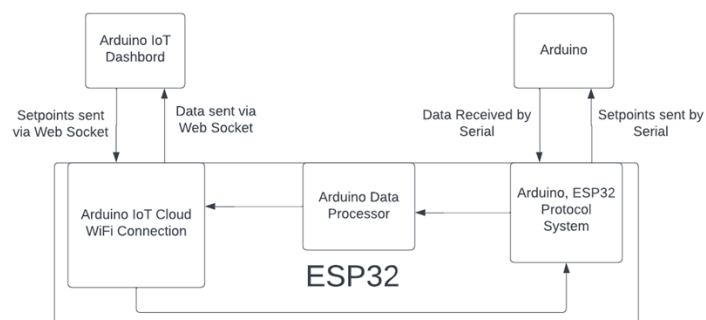 Arduino IoT
Dashbord
Arduino
Setpoints sent
via Web Socket
Data sent via
Web Socket
Data Received by
Serial
Setpoints sent by
Serial
Arduino IoT Cloud
WiFi Connection
Arduino Data
Processor
Arduino, ESP32
Protocol
System
ESP32